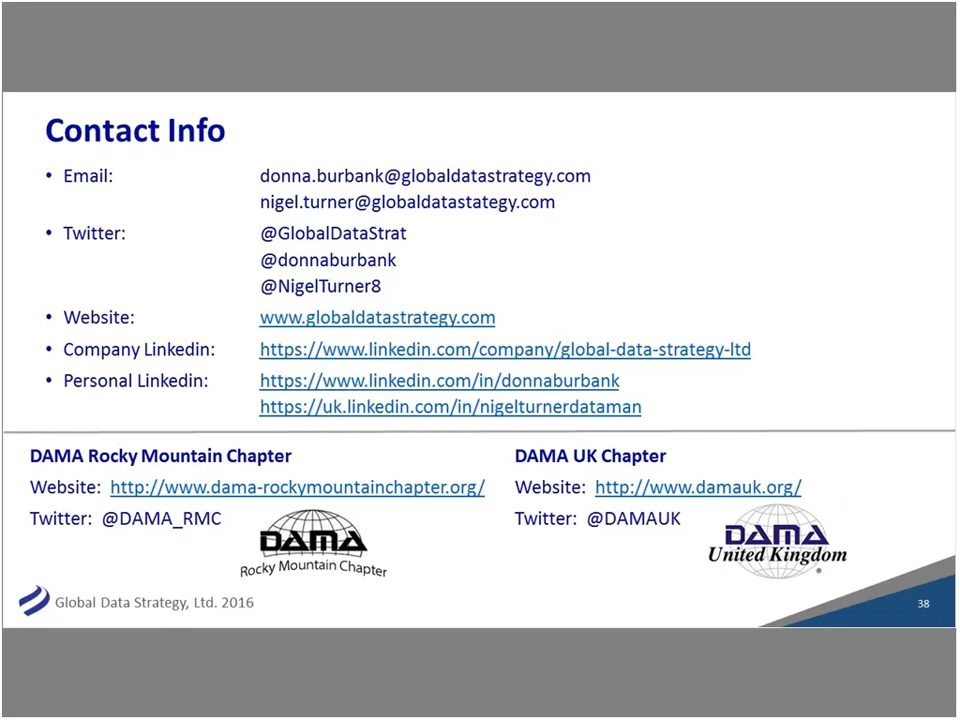 Contact Info
• Email: donna.burbank@globaldatastrategy.com
nigel.turner@globaldatastategy.com
• Twitter: @GlobalDataStrat
@donnaburbank
@NigelTurner8
• Website: www.globaldatastrategy.com
• Company Linkedin: https://www.linkedin.com/company/global-data-strategy-ltd
• Personal Linkedin: https://www.linkedin.com/in/donnaburbank
https://uk.linkedin.com/in/nigelturnerdataman
DAMA Rocky Mountain Chapter
Website: http://www.dama-rockymountainchapter.org/
Twitter: @DAMA_RMC
DAMA
Rocky Mountain Chapter
DAMA UK Chapter
Website: http://www.damauk.org/
Twitter: @DAMAUK
DAMA
United Kingdom
®
Global Data Strategy, Ltd. 2016
38